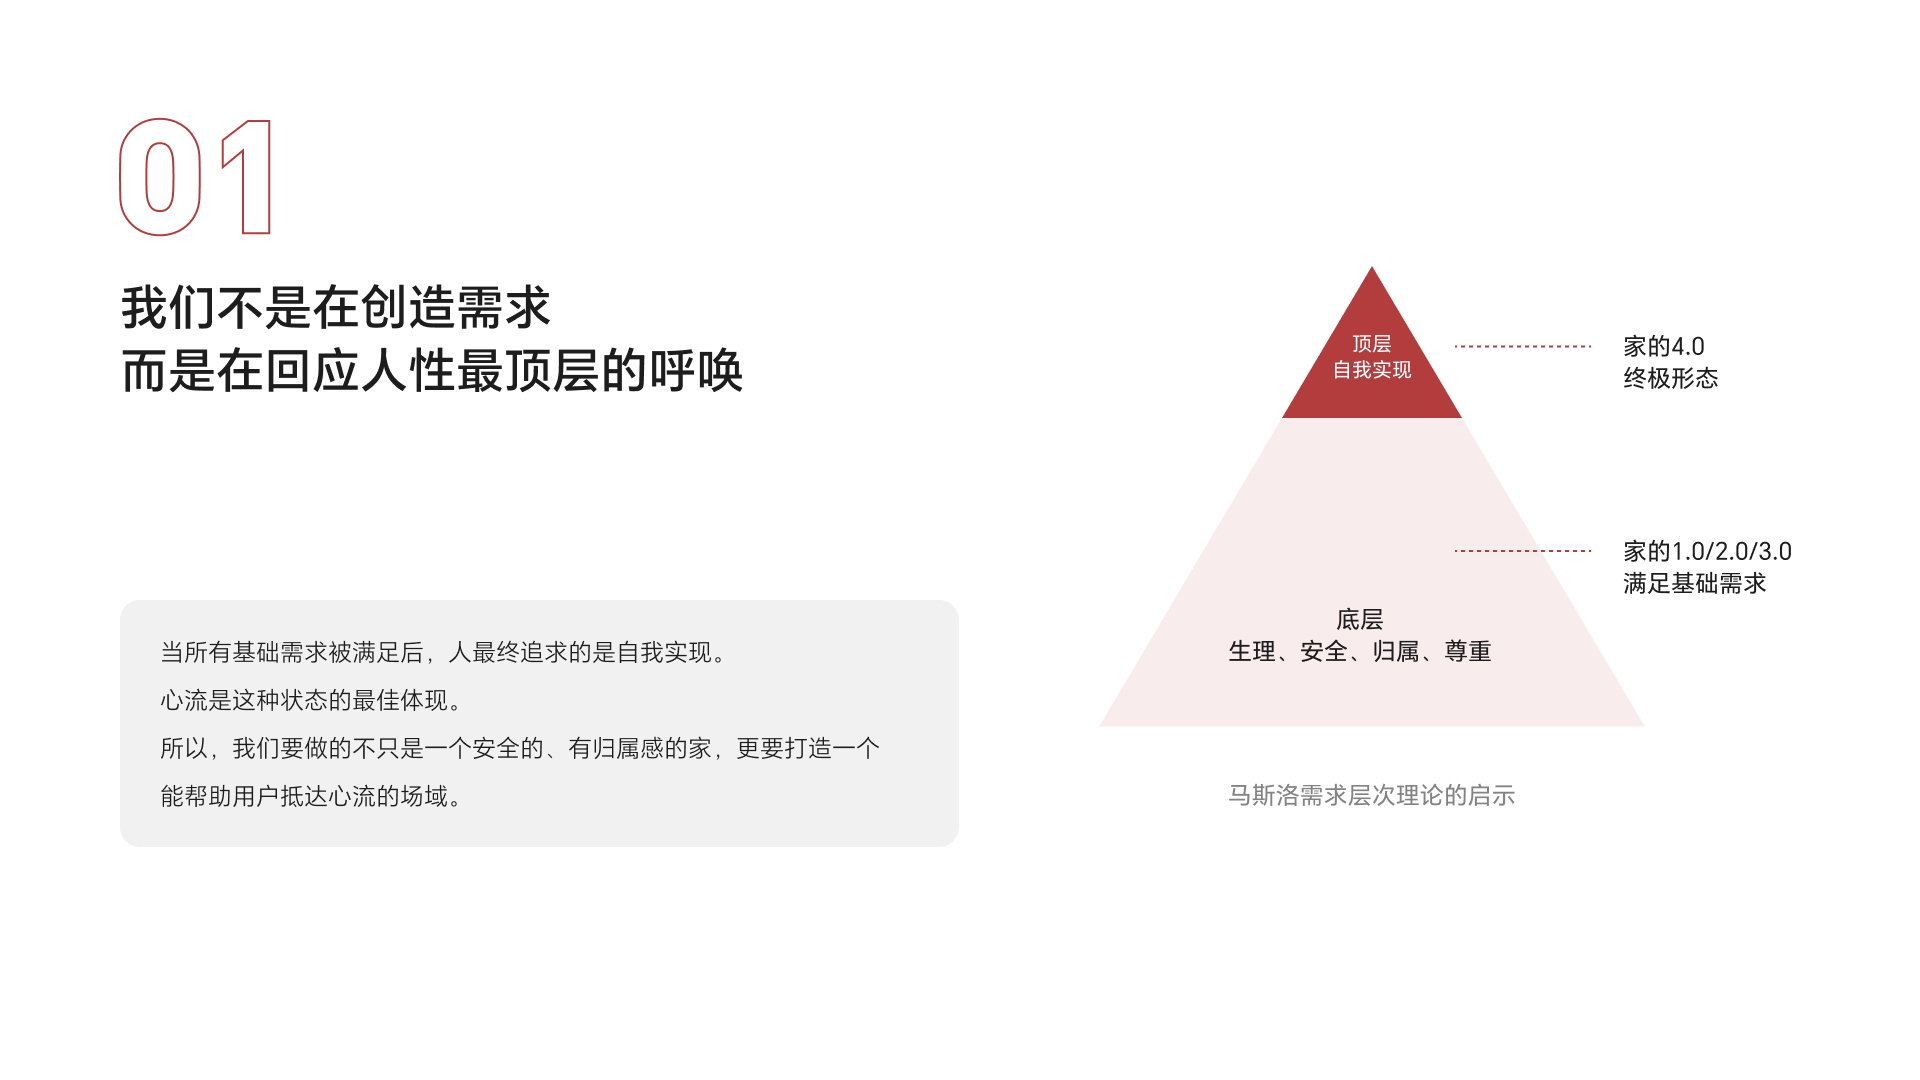 01
我们不是在创造需求
而是在回应人性最顶层的呼唤
当所有基础需求被满足后，人最终追求的是自我实现。
心流是这种状态的最佳体现。
所以，我们要做的不只是一个安全的、有归属感的家，更要打造一个
能帮助用户抵达心流的场域。
顶层
自我实现
家的4.0
终极形态
家的1.0/2.0/3.0
满足基础需求
底层
生理、安全、归属、尊重
马斯洛需求层次理论的启示